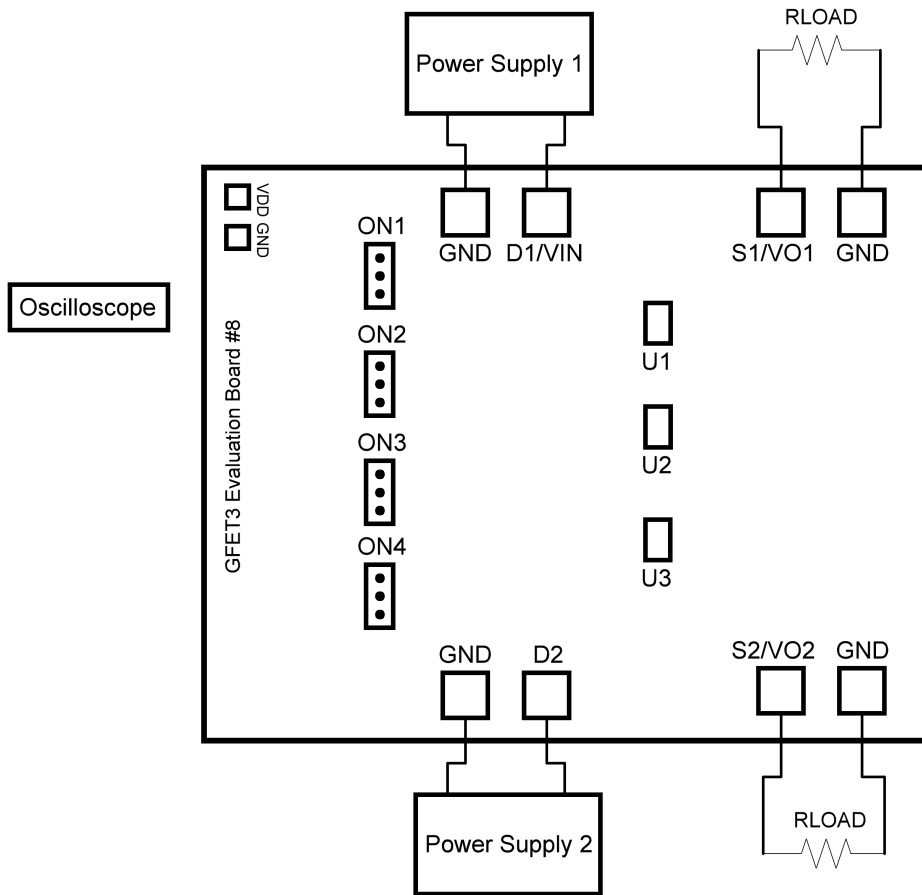 RLOAD
Power Supply 1
VDD
GND
ON1
GND
D1/VIN
S1/VO1
GND
Oscilloscope
GFET3 Evaluation Board #8
ON2
U1
ON3
U2
ON4
U3
GND
D2
S2/VO2
GND
Power Supply 2
RLOAD